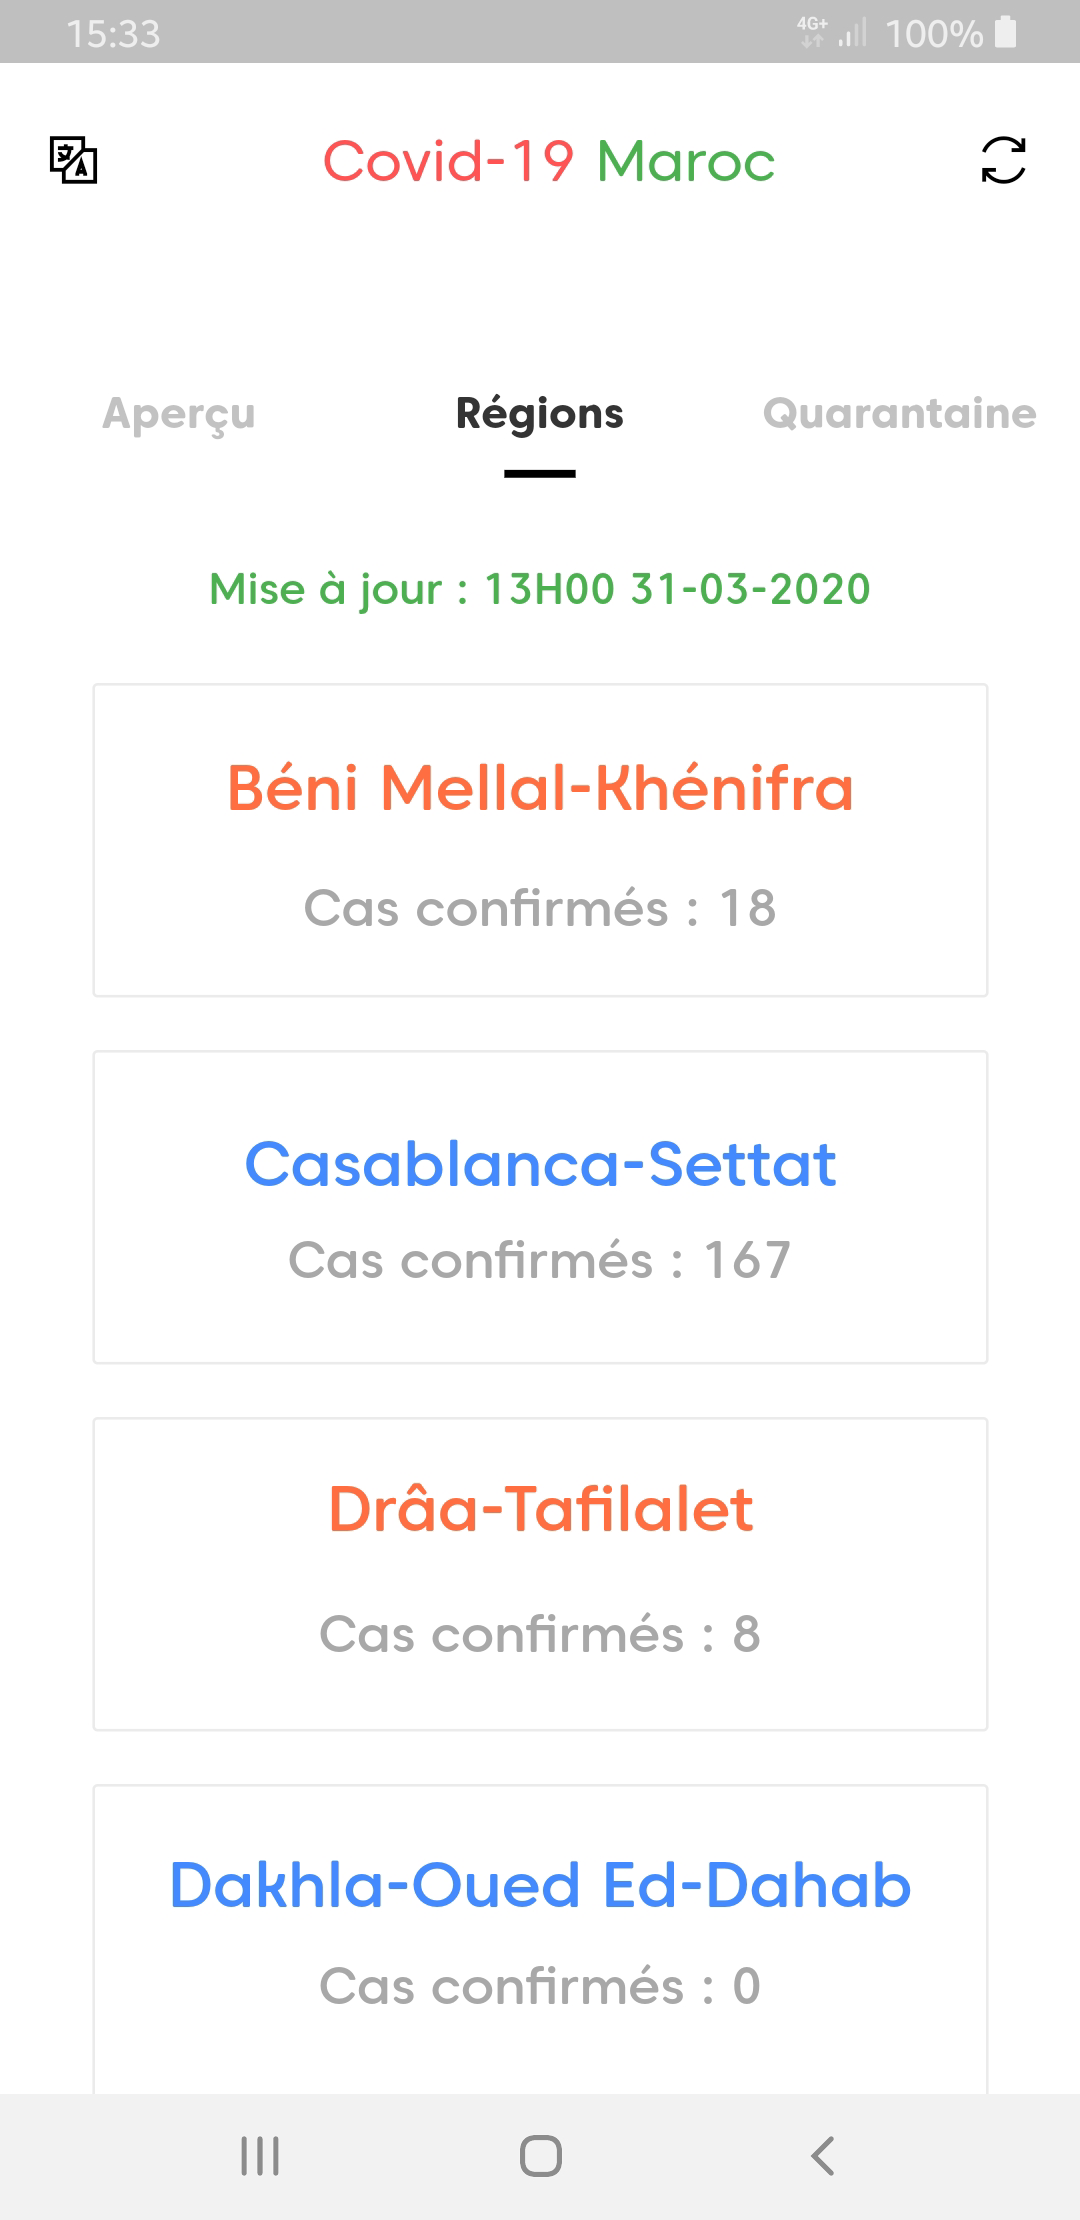 15:33 4G+ 100%
Covid-19 Maroc
Aperçu Régions Quarantaine
Mise à jour : 13H00 31-03-2020
Béni Mellal-Khénifra
Cas confirmés : 18
Casablanca-Settat
Cas confirmés : 167
Drâa-Tafilalet
Cas confirmés : 8
Dakhla-Oued Ed-Dahab
Cas confirmés : 0